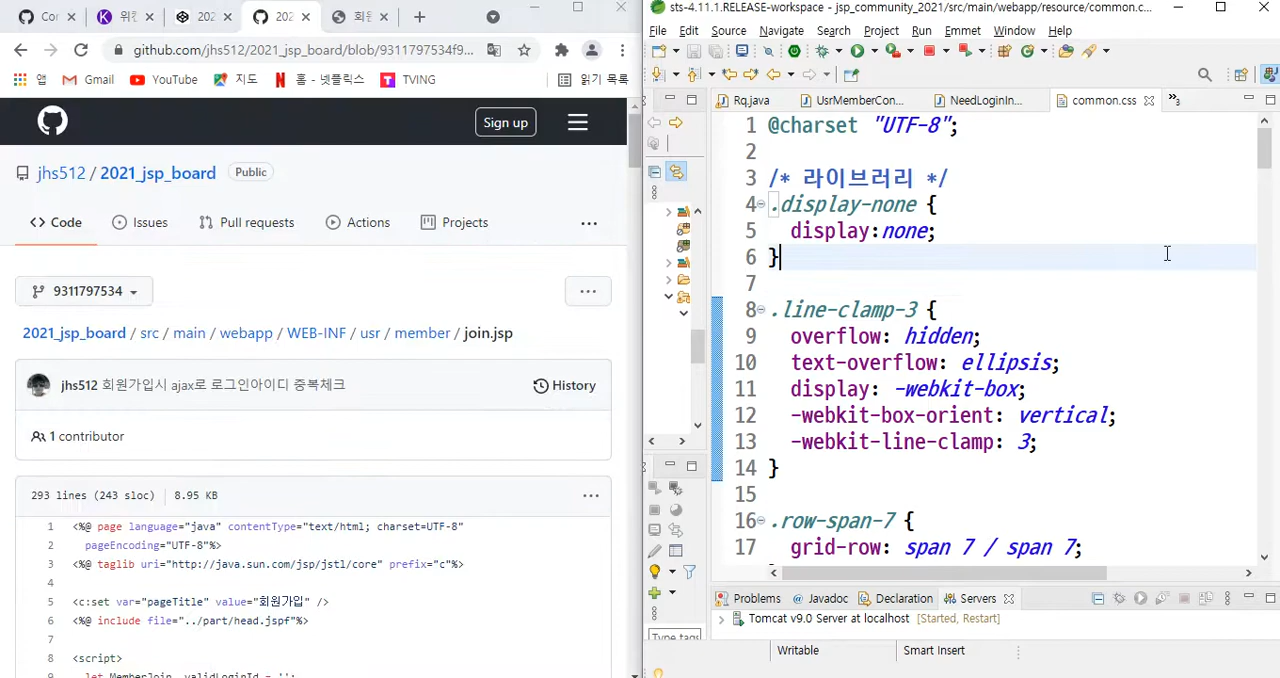 Cor
위컨
202
202
회원
github.com/jhs512/2021_jsp_board/blob/9311797534f9...
앱
Gmail
YouTube
지도
홈 - 넷플릭스
TVING
읽기 목록
Sign up
jhs512 / 2021_jsp_board
Public
Code
Issues
Pull requests
Actions
Projects
9311797534
2021_jsp_board / src / main / webapp / WEB-INF / usr / member / join.jsp
jhs512 회원가입시 ajax로 로그인아이디 중복체크
History
1 contributor
293 lines (243 sloc)
8.95 KB
1 <%@ page language="java" contentType="text/html; charset=UTF-8"
2 pageEncoding="UTF-8"%>
3 <%@ taglib uri="http://java.sun.com/jsp/jstl/core" prefix="c"%>
4
5 <c:set var="pageTitle" value="회원가입" />
6 <%@ include file="../part/head.jspf"%>
7
8 <script>
let MemberJoin__validLoginId = '';
sts-4.11.1.RELEASE-workspace - jsp_community_2021/src/main/webapp/resource/common.c...
File Edit Source Navigate Search Project Run Emmet Window Help
Rq.java
UsrMemberCon...
NeedLoginIn...
common.css
»3
1 @charset "UTF-8";
2
3 /* 라이브러리 */
4 .display-none {
5 display:none;
6 }
7
8 .line-clamp-3 {
9 overflow: hidden;
10 text-overflow: ellipsis;
11 display: -webkit-box;
12 -webkit-box-orient: vertical;
13 -webkit-line-clamp: 3;
14 }
15
16 .row-span-7 {
17 grid-row: span 7 / span 7;
Problems
Javadoc
Declaration
Servers
Tomcat v9.0 Server at localhost [Started, Restart]
Type tags
Writable
Smart Insert